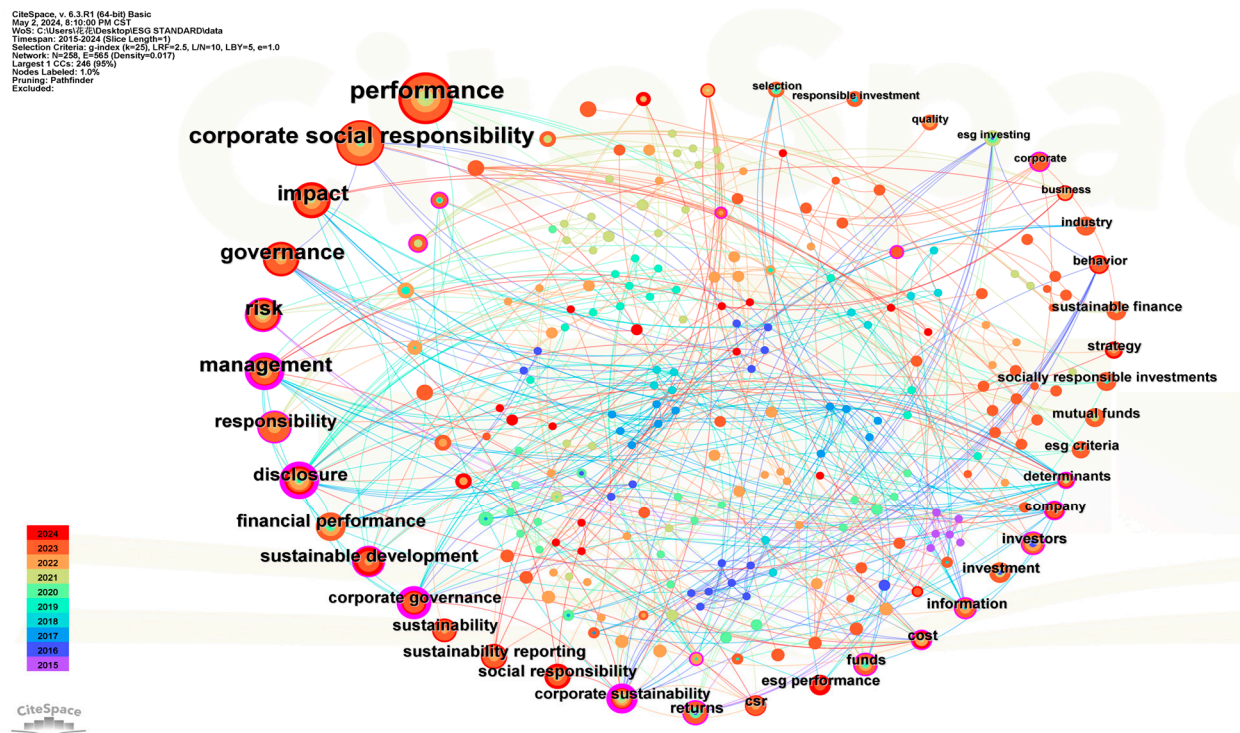 CiteSpace, v. 6.3.R1 (64-bit) Basic
May 2, 2024, 8:10:00 PM CST
WoS: C:\Users\花花\Desktop\ESG STANDARD\data
Timespan: 2015-2024 (Slice Length=1)
Selection Criteria: g-index (k=25), LRF=2.5, L/N=10, LBY=5, e=1.0
Network: N=258, E=565 (Density=0.017)
Largest 1 CCs: 246 (95%)
Nodes Labeled: 1.0%
Pruning: Pathfinder
Excluded:
CiteSpace
performance
selection
responsible investment
corporate social responsibility
quality
esg investing
corporate
impact
business
industry
governance
behavior
risk
sustainable finance
strategy
management
socially responsible investments
responsibility
mutual funds
esg criteria
disclosure
determinants
company
financial performance
investors
sustainable development
investment
corporate governance
information
sustainability
cost
sustainability reporting
funds
social responsibility
esg performance
corporate sustainability
csr
returns
2024
2023
2022
2021
2020
2019
2018
2017
2016
2015
CiteSpace